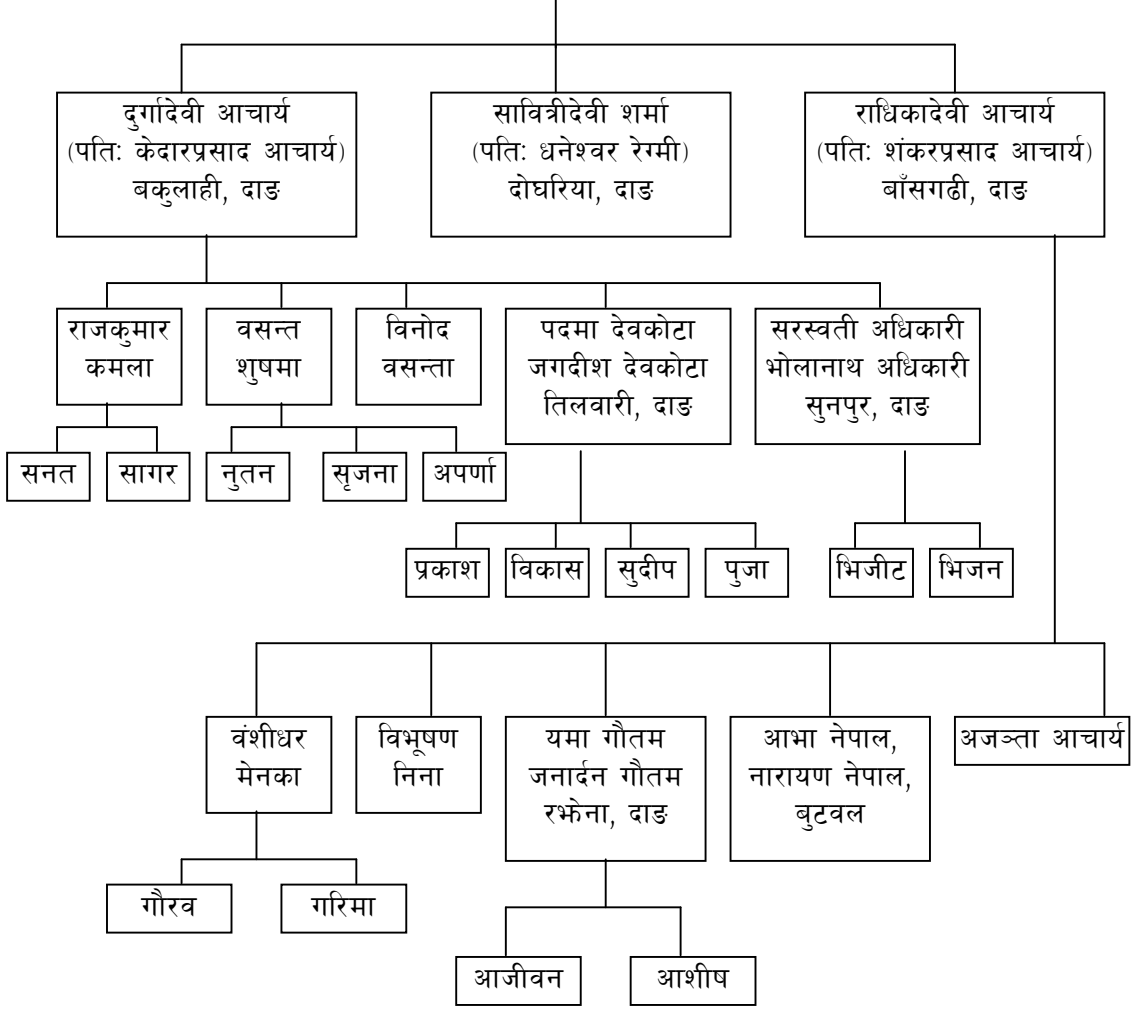 दुर्गादेवी आचार्य
(पति: केदारप्रसाद आचार्य)
बकुलाही, दाङ
सावित्रीदेवी शर्मा
(पति: धनेश्वर रेग्मी)
दोघरिया, दाङ
राधिकादेवी आचार्य
(पति: शंकरप्रसाद आचार्य)
बाँसगढी, दाङ
राजकुमार
कमला
वसन्त
शुषमा
विनोद
वसन्ता
पदमा देवकोटा
जगदीश देवकोटा
तिलवारी, दाङ
सरस्वती अधिकारी
भोलानाथ अधिकारी
सुनपुर, दाङ
सनत
सागर
नुतन
सृजना
अपर्णा
प्रकाश
विकास
सुदीप
पुजा
भिजीट
भिजन
वंशीधर
मेनका
विभूषण
निना
यमा गौतम
जनार्दन गौतम
रझेना, दाङ
आभा नेपाल,
नारायण नेपाल,
बुटवल
अजञ्ता आचार्य
गौरव
गरिमा
आजीवन
आशीष